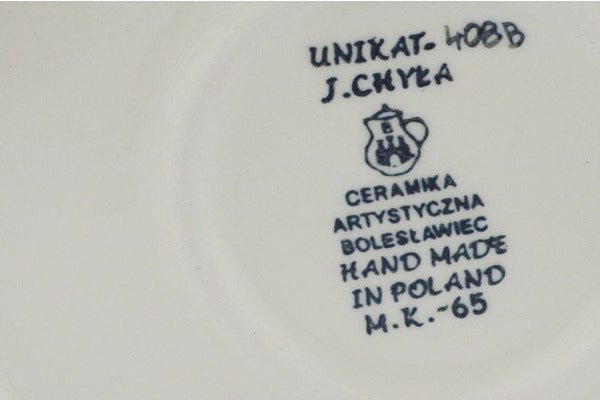 UNIKAT- 408B
J. CHYŁA
B
CERAMIKA
ARTYSTYCZNA
BOLESŁAWIEC
HAND MADE
IN POLAND
M.K.-65